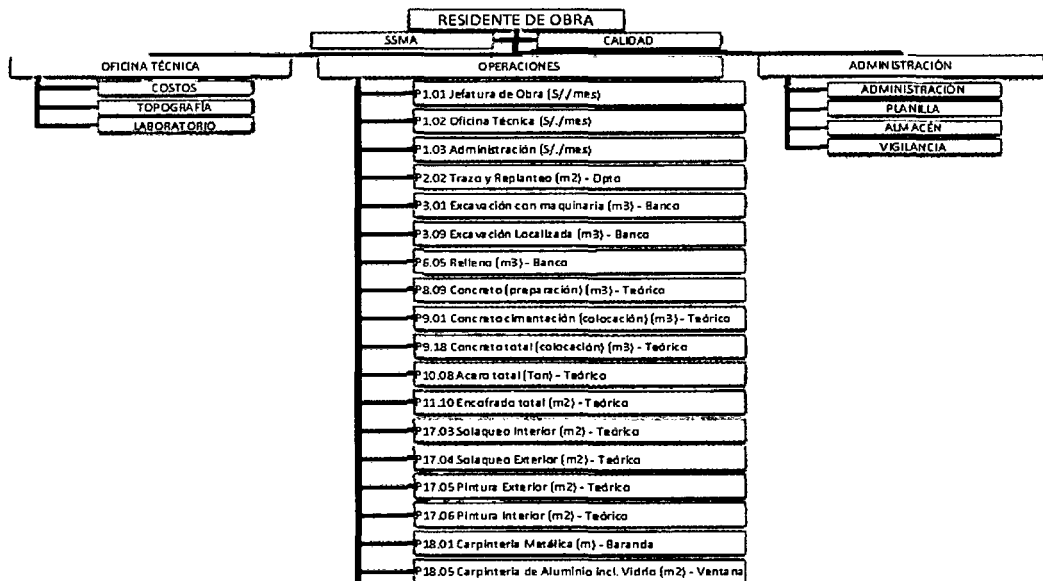 RESIDENTE DE OBRA
SSMA
CALIDAD
OFICINA TÉCNICA
COSTOS
TOPOGRAFÍA
LABORATORIO
OPERACIONES
P1.01 Jefatura de Obra (S/./mes)
P1.02 Oficina Técnica (S/./mes)
P1.03 Administración (S/./mes)
P2.02 Trazo y Replanteo (m2) - Dpto
P3.01 Excavación con maquinaria (m3) - Banco
P3.09 Excavación Localizada (m3) - Banco
P6.05 Relleno (m3) - Banco
P8.09 Concreto (preparación) (m3) - Teórico
P9.01 Concreto cimentación (colocación) (m3) - Teórico
P9.18 Concreto total (colocación) (m3) - Teórico
P10.08 Acero total (Ton) - Teórico
P11.10 Encofrado total (m2) - Teórico
P17.03 Solaqueo Interior (m2) - Teórico
P17.04 Solaqueo Exterior (m2) - Teórico
P17.05 Pintura Exterior (m2) - Teórico
P17.06 Pintura Interior (m2) - Teórico
P18.01 Carpintería Metálica (m) - Baranda
P18.05 Carpintería de Aluminio incl. Vidrio (m2) - Ventana
ADMINISTRACIÓN
ADMINISTRACIÓN
PLANILLA
ALMACÉN
VIGILANCIA